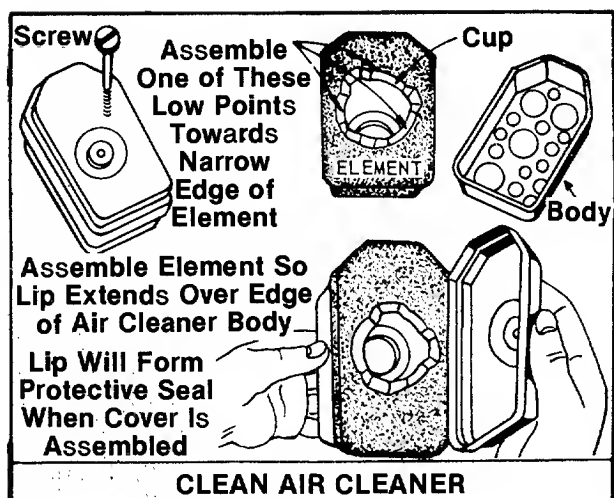 Screw
Assemble
One of These
Low Points
Towards
Narrow
Edge of
Element
Cup
ELEMENT
Body
Assemble Element So
Lip Extends Over Edge
of Air Cleaner Body
Lip Will Form
Protective Seal
When Cover Is
Assembled
CLEAN AIR CLEANER